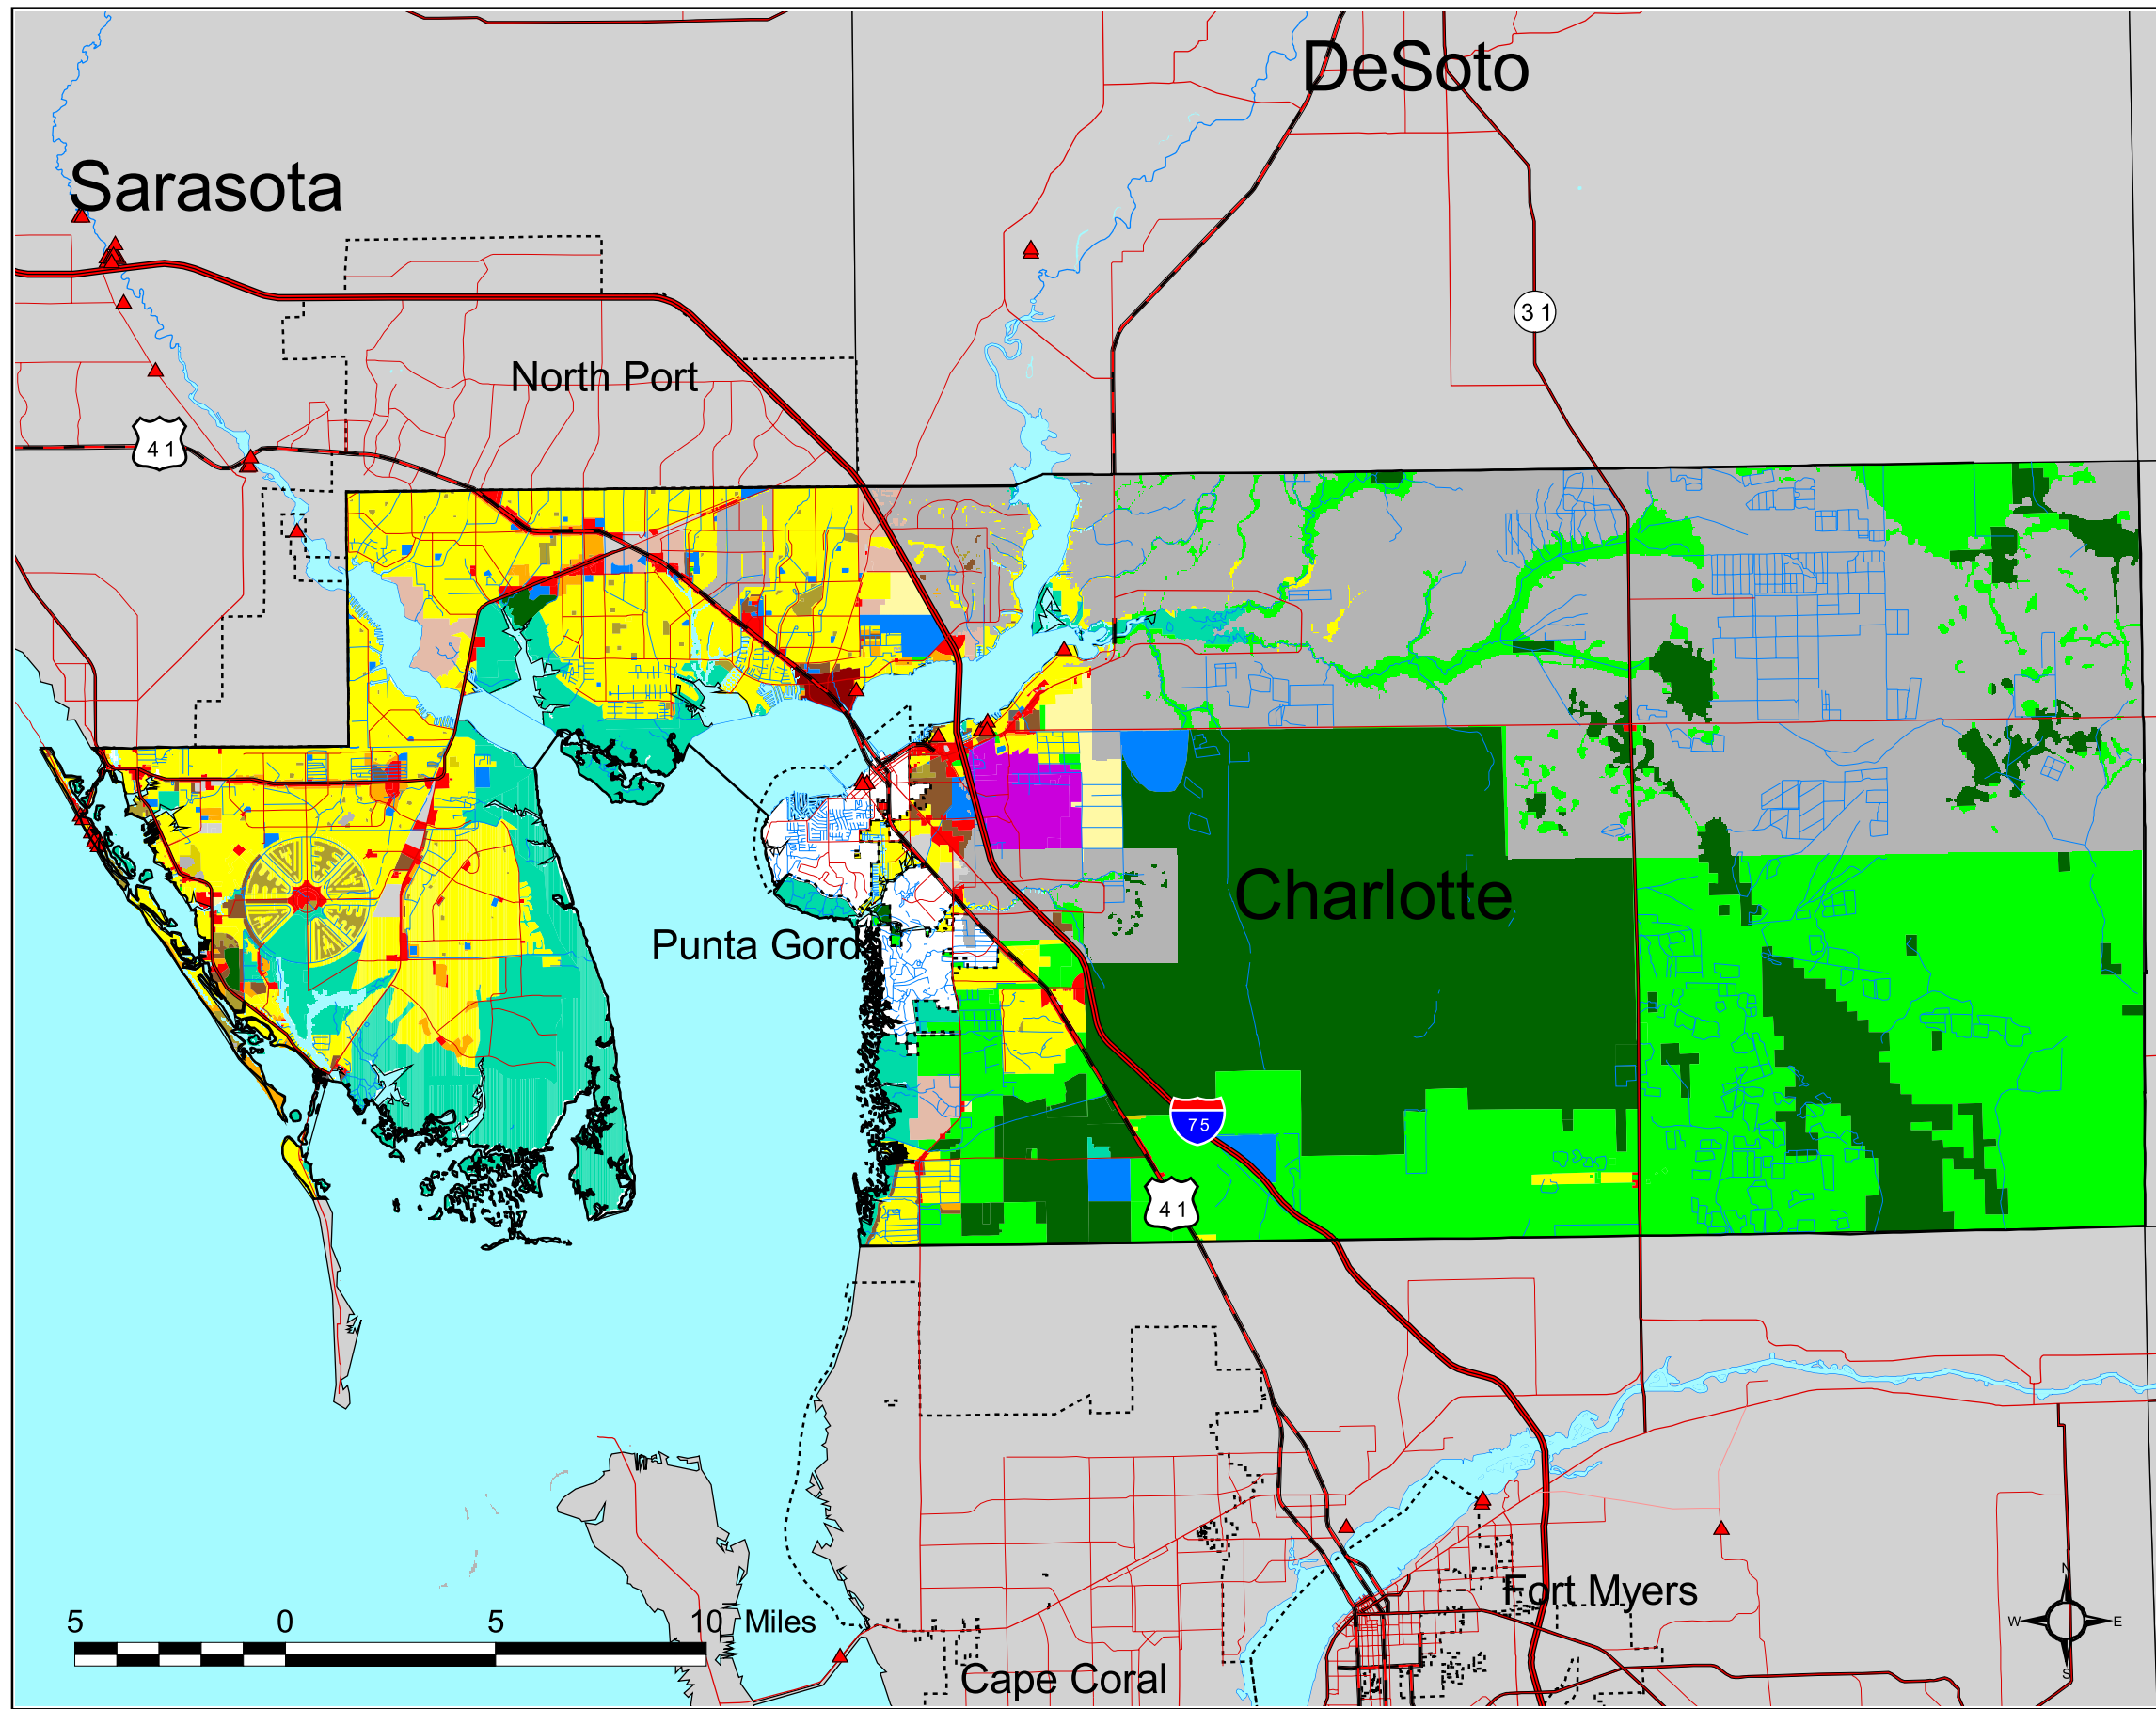 DeSoto
Sarasota
31
North Port
41
Charlotte
Punta Gord
75
41
Fort Myers
5 0 5 10 Miles
N
W E
S
Cape Coral